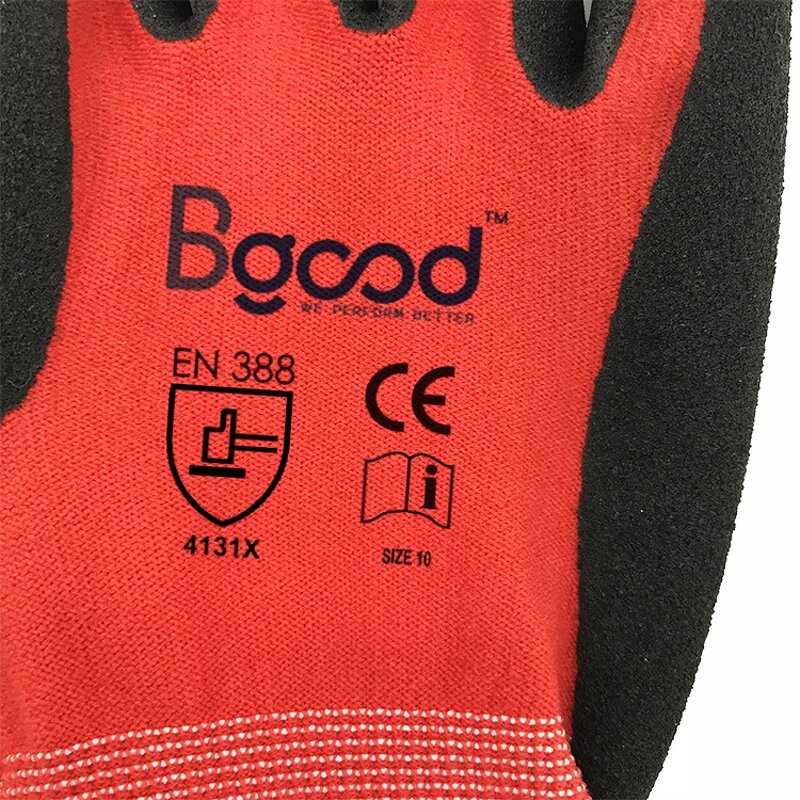 Bgood™
WE PERFORM BETTER
EN 388
CE
i
4131X
SIZE 10